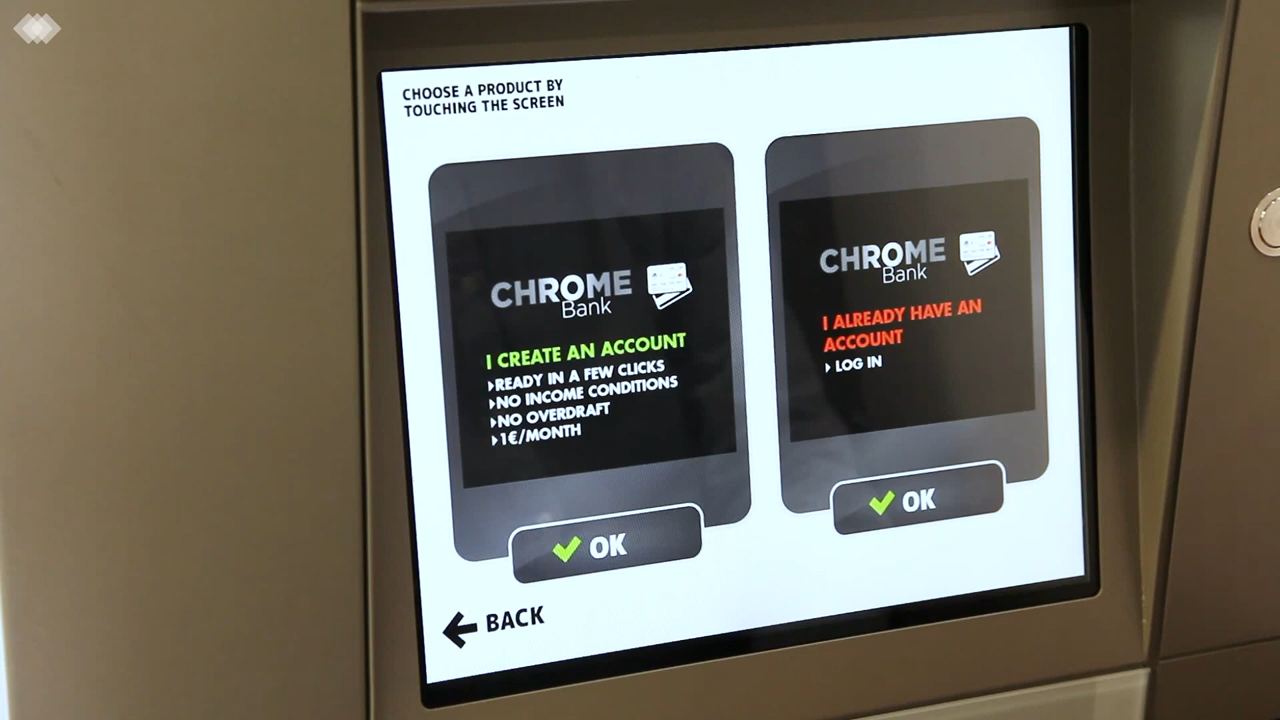 CHOOSE A PRODUCT BY
TOUCHING THE SCREEN
CHROME
Bank
I CREATE AN ACCOUNT
READY IN A FEW CLICKS
NO INCOME CONDITIONS
NO OVERDRAFT
1€/MONTH
OK
CHROME
Bank
I ALREADY HAVE AN
ACCOUNT
LOG IN
OK
BACK